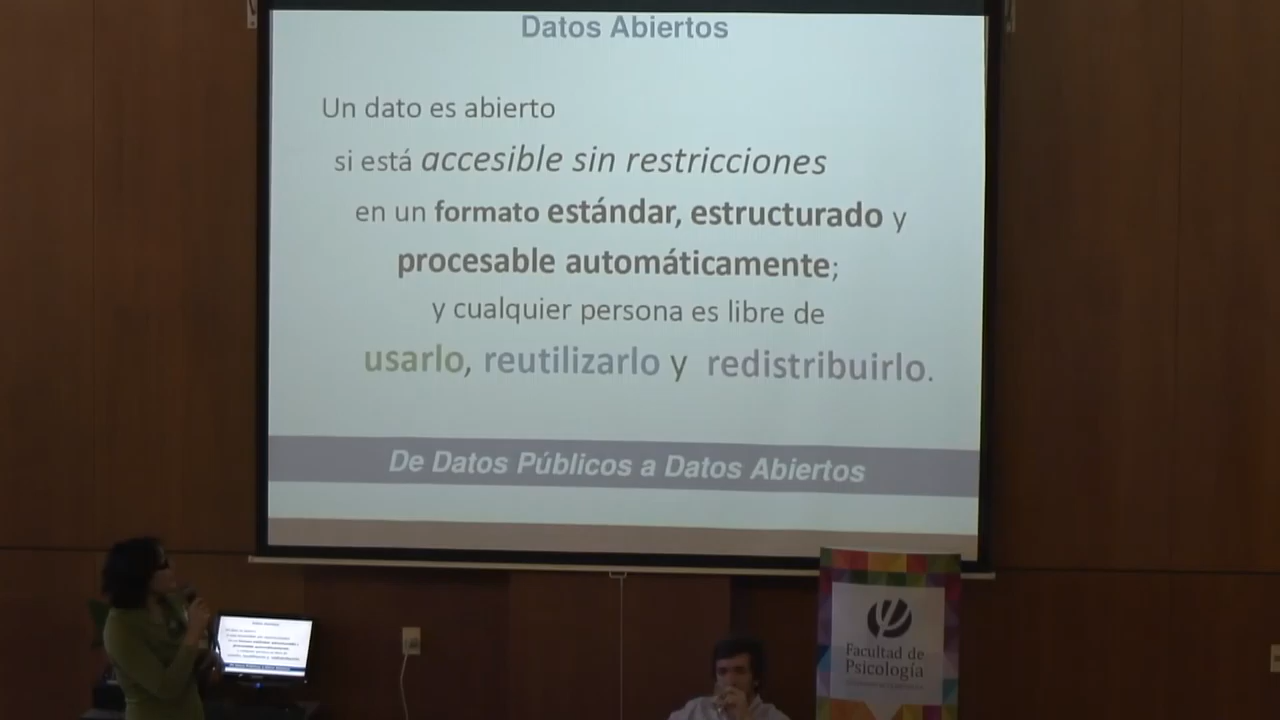 Datos Abiertos
Un dato es abierto
si está accesible sin restricciones
en un formato estándar, estructurado y
procesable automáticamente;
y cualquier persona es libre de
usarlo, reutilizarlo y redistribuirlo.
De Datos Públicos a Datos Abiertos
Facultad de
Psicología